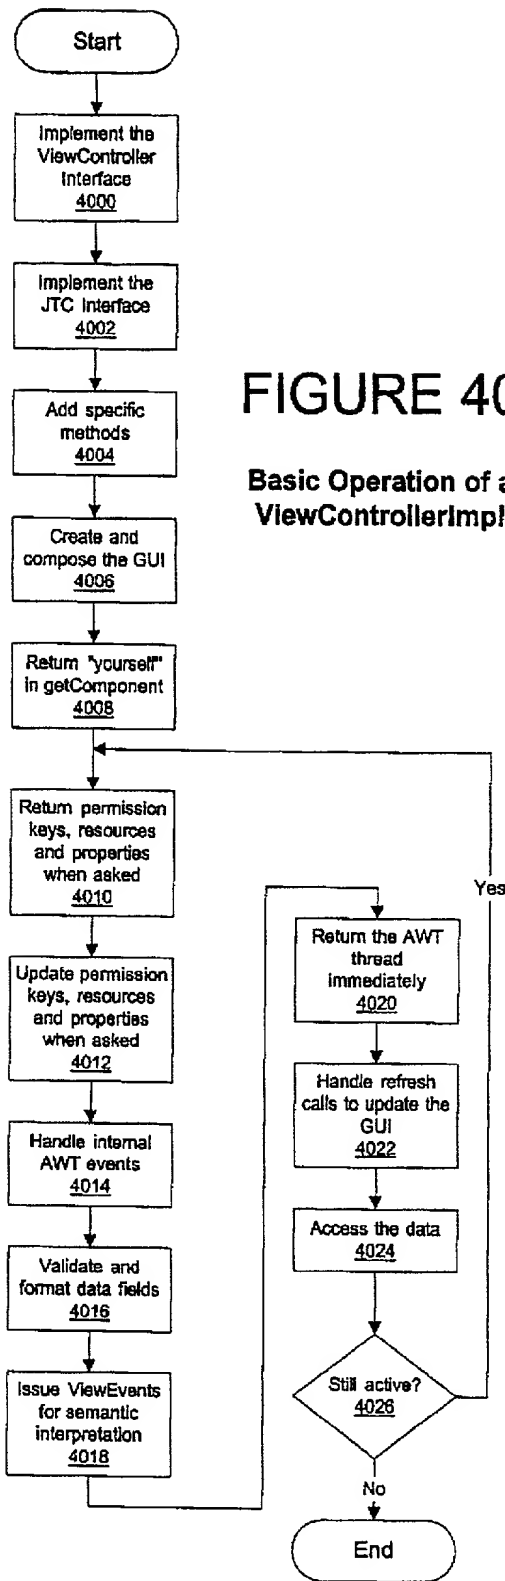 Start
Implement the
ViewController
Interface
4000
Implement the
JTC Interface
4002
Add specific
methods
4004
Create and
compose the GUI
4006
Return "yourself"
in getComponent
4008
Return permission
keys, resources
and properties
when asked
4010
Update permission
keys, resources
and properties
when asked
4012
Handle internal
AWT events
4014
Validate and
format data fields
4016
Issue ViewEvents
for semantic
interpretation
4018
FIGURE 40
Basic Operation of a
ViewControllerImpl
Return the AWT
thread
immediately
4020
Handle refresh
calls to update the
GUI
4022
Access the data
4024
Still active?
4026
Yes
No
End